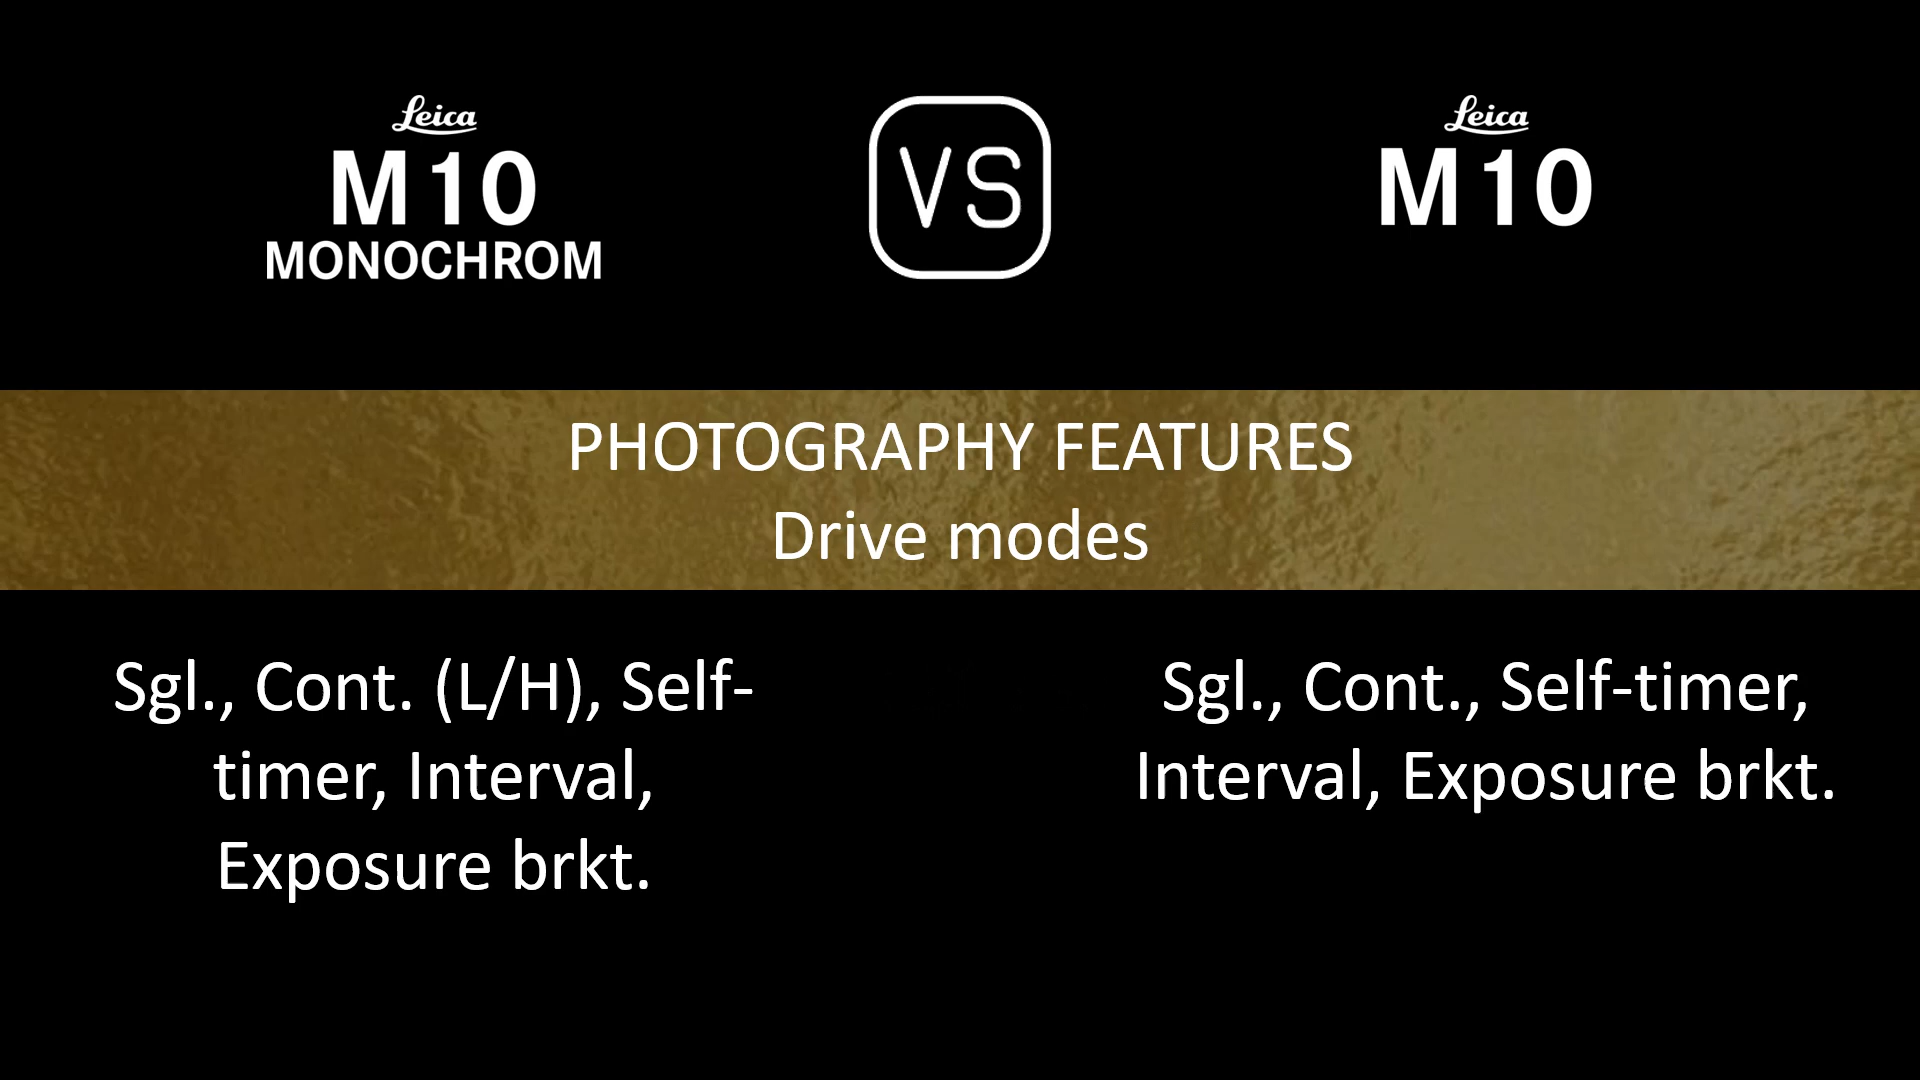 Leica
M10
MONOCHROM
VS
Leica
M10
PHOTOGRAPHY FEATURES
Drive modes
Sgl., Cont. (L/H), Self-
timer, Interval,
Exposure brkt.
Sgl., Cont., Self-timer,
Interval, Exposure brkt.